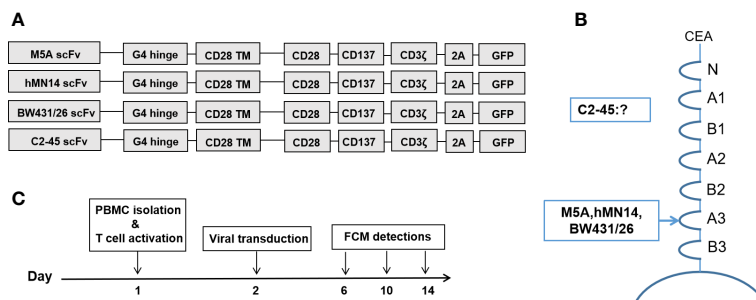 A
M5A scFv G4 hinge CD28 TM CD28 CD137 CD3ζ 2A GFP
hMN14 scFv G4 hinge CD28 TM CD28 CD137 CD3ζ 2A GFP
BW431/26 scFv G4 hinge CD28 TM CD28 CD137 CD3ζ 2A GFP
C2-45 scFv G4 hinge CD28 TM CD28 CD137 CD3ζ 2A GFP
B
CEA
N
A1
B1
A2
B2
A3
B3
C2-45:?
M5A,hMN14,
BW431/26
C
PBMC isolation
&
T cell activation
Viral transduction
FCM detections
Day
1 2 6 10 14